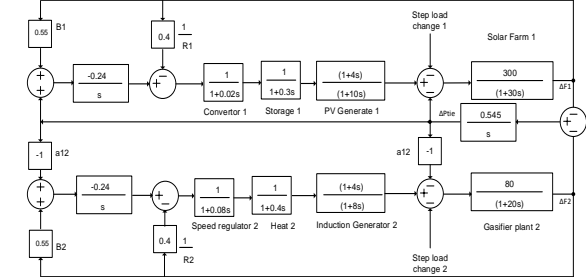 Step load
change 1
Solar Farm 1
B1
0.55
0.4
1
R1
+
+
-0.24
s
+
-
1
1+0.02s
1
1+0.3s
(1+4s)
(1+10s)
+
-
-
300
(1+30s)
ΔF1
Convertor 1
Storage 1
PV Generate 1
ΔPtie
0.545
s
+
-
-1
a12
a12
-1
+
+
-0.24
s
+
-
1
1+0.08s
1
1+0.4s
(1+4s)
(1+8s)
+
-
-
80
(1+20s)
ΔF2
Speed regulator 2
Heat 2
Induction Generator 2
Gasifier plant 2
0.55
B2
0.4
1
R2
Step load
change 2